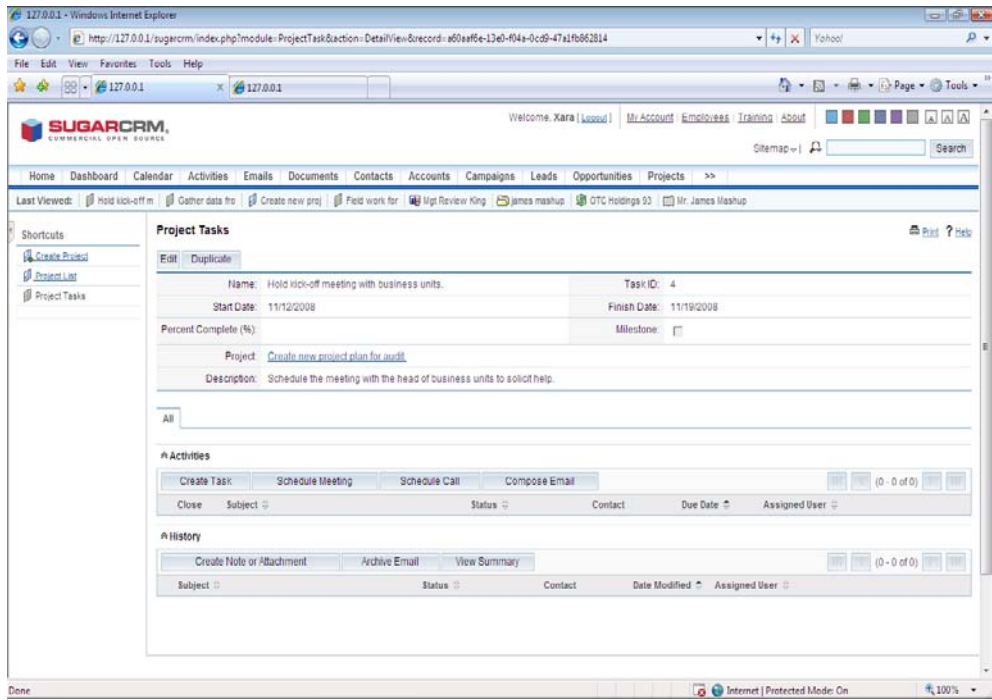 127.0.0.1 - Windows Internet Explorer
http://127.0.0.1/sugarcrm/index.php?module=ProjectTask&action=DetailView&record=a60aaf6e-13e0-f04a-0cd9-47a1fb862814
Yahoo!
File Edit View Favorites Tools Help
127.0.0.1 127.0.0.1 Page Tools
SUGARCRM,
COMMERCIAL OPEN SOURCE
Welcome, Xara [ Logout ] My Account Employees Training About A A A
Sitemap Search
Home Dashboard Calendar Activities Emails Documents Contacts Accounts Campaigns Leads Opportunities Projects >>
Last Viewed: Hold kick-off m Gather data fro Create new proj Field work for Mgt Review King james mashup OTC Holdings 93 Mr. James Mashup
Shortcuts
Create Project
Project List
Project Tasks
Project Tasks
Print ? Help
Edit Duplicate
Name: Hold kick-off meeting with business units. Task ID: 4
Start Date: 11/12/2008 Finish Date: 11/19/2008
Percent Complete (%): Milestone:
Project: Create new project plan for audit.
Description: Schedule the meeting with the head of business units to solicit help.
All
Activities
Create Task Schedule Meeting Schedule Call Compose Email (0 - 0 of 0)
Close Subject Status Contact Due Date Assigned User
History
Create Note or Attachment Archive Email View Summary (0 - 0 of 0)
Subject Status Contact Date Modified Assigned User
Done Internet | Protected Mode: On 100%